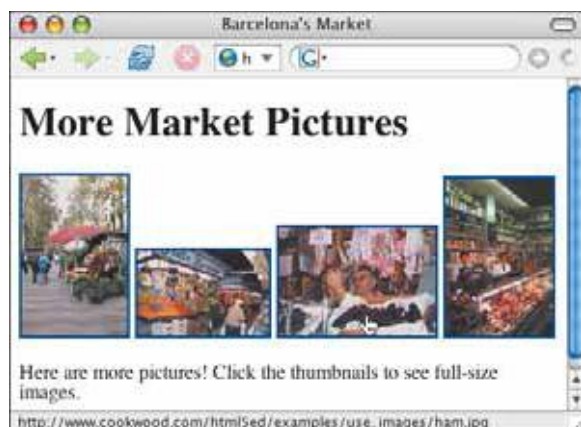 Barcelona's Market
h
G
More Market Pictures
Here are more pictures! Click the thumbnails to see full-size
images.
http://www.cookwood.com/html5ed/examples/use_images/ham.jpg